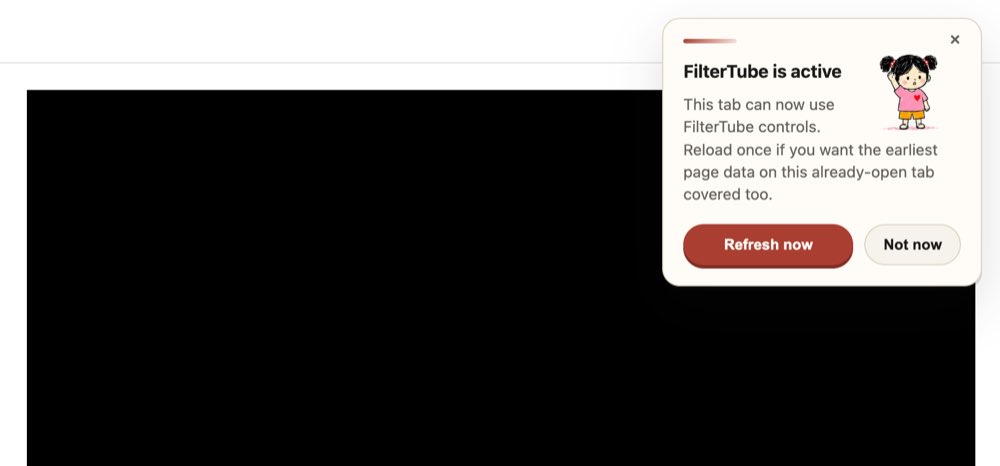 FilterTube is active
This tab can now use
FilterTube controls.
Reload once if you want the earliest
page data on this already-open tab
covered too.
Refresh now
Not now